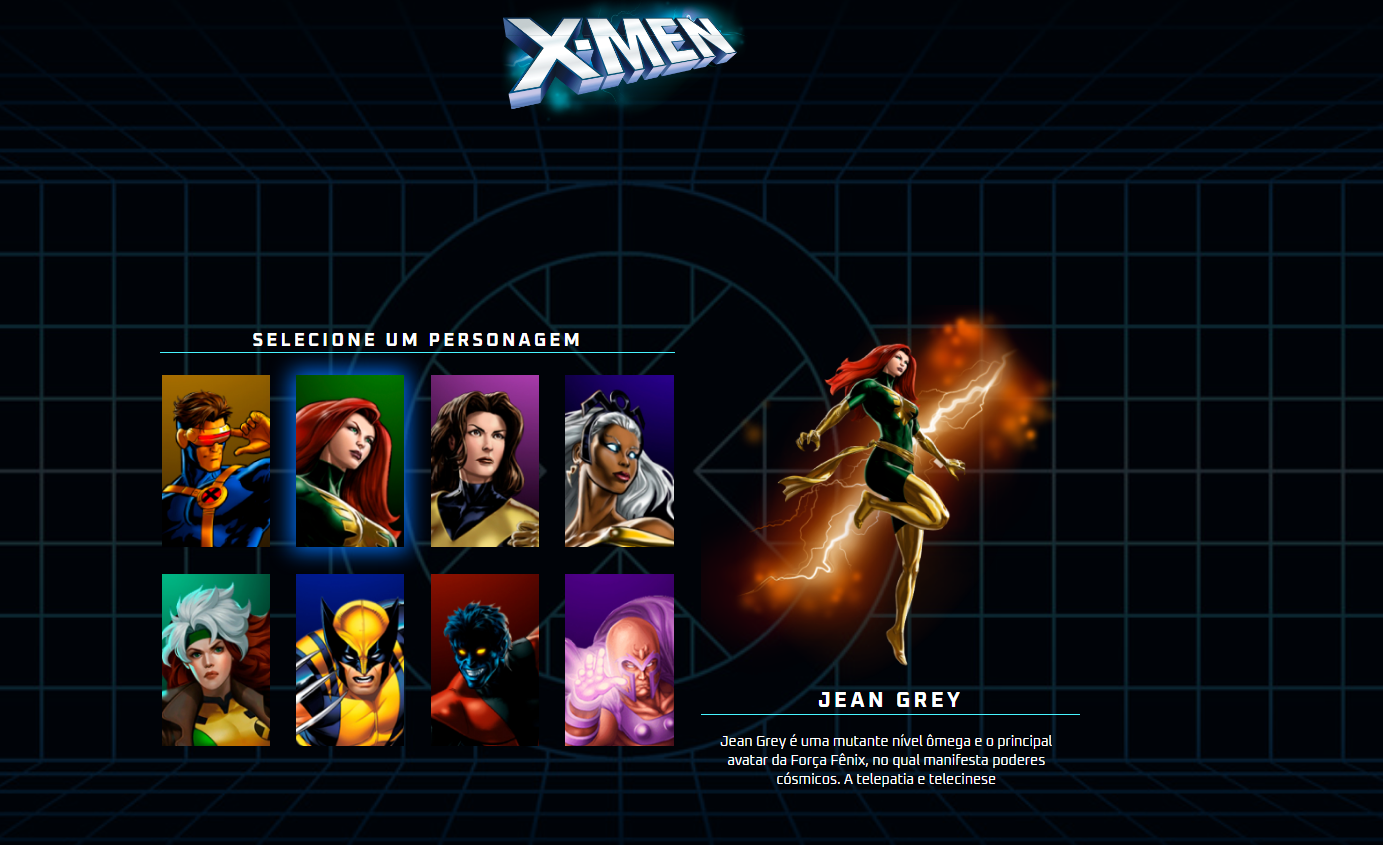 X-MEN
SELECIONE UM PERSONAGEM
JEAN GREY
Jean Grey é uma mutante nível ômega e o principal
avatar da Força Fênix, no qual manifesta poderes
cósmicos. A telepatia e telecinese